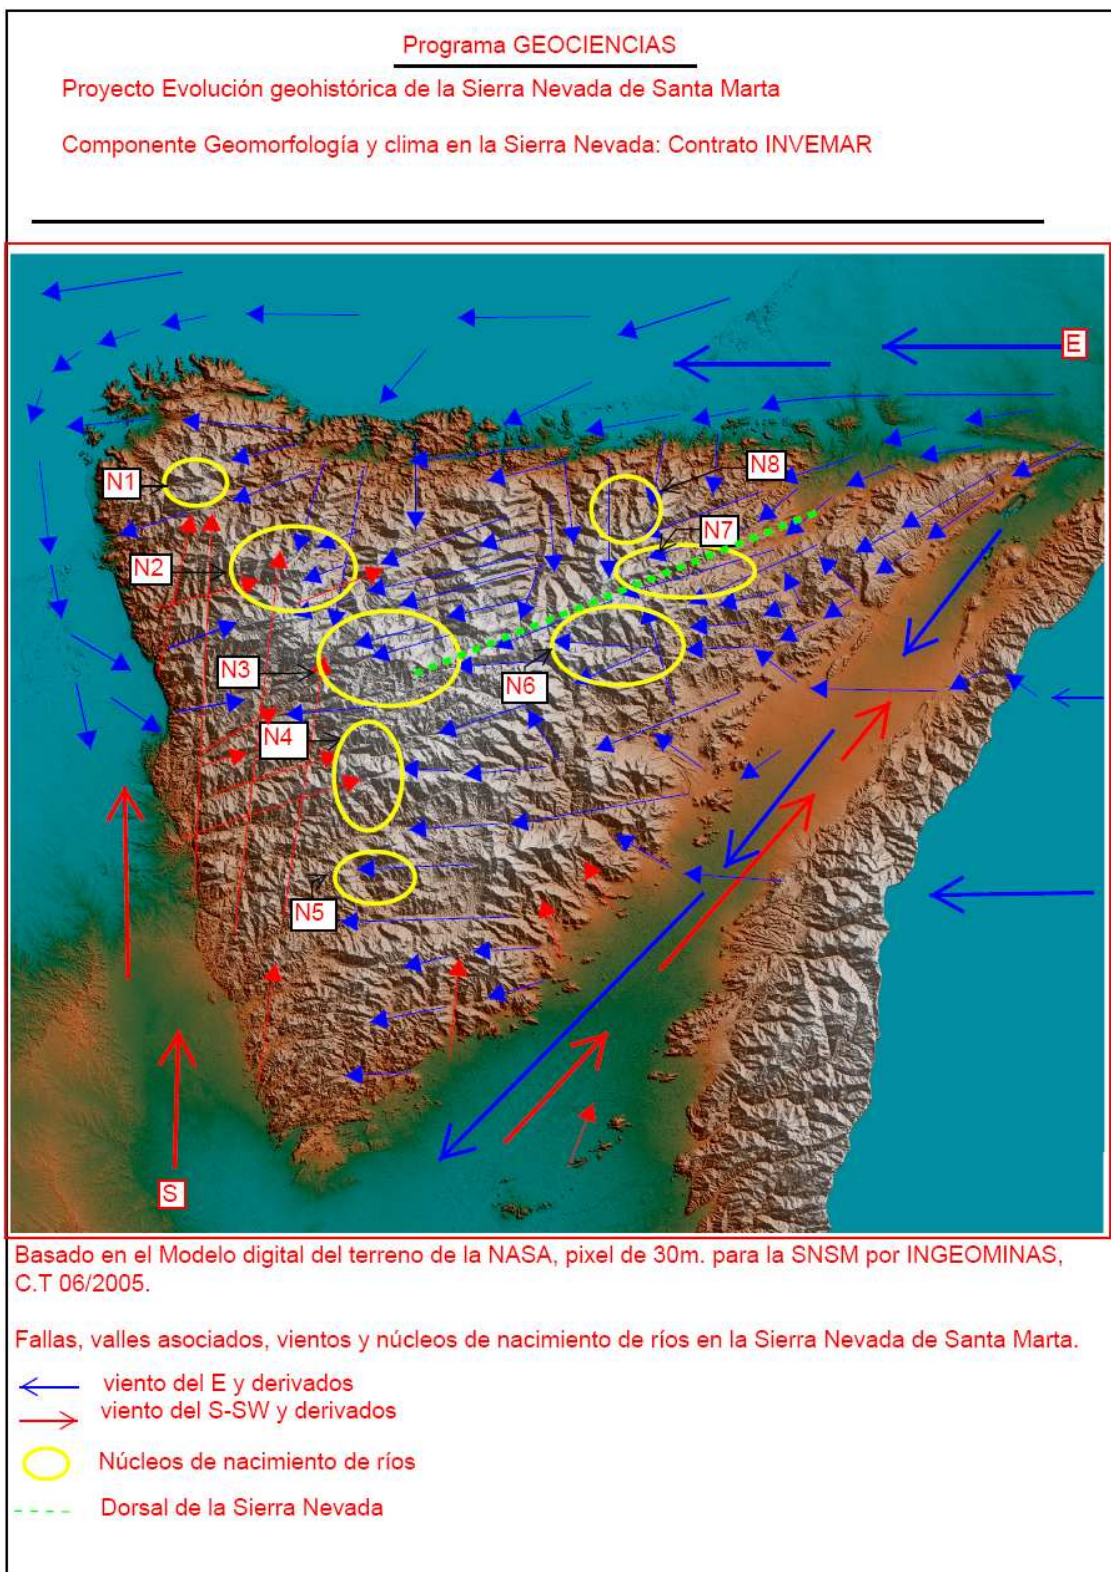 Programa GEOCIENCIAS
Proyecto Evolución geohistórica de la Sierra Nevada de Santa Marta
Componente Geomorfología y clima en la Sierra Nevada: Contrato INVEMAR
E
N8
N1
N7
N2
N3
N6
N4
N5
S
Basado en el Modelo digital del terreno de la NASA, pixel de 30m. para la SNSM por INGEOMINAS,
C.T 06/2005.
Fallas, valles asociados, vientos y núcleos de nacimiento de ríos en la Sierra Nevada de Santa Marta.
viento del E y derivados
viento del S-SW y derivados
Núcleos de nacimiento de ríos
Dorsal de la Sierra Nevada